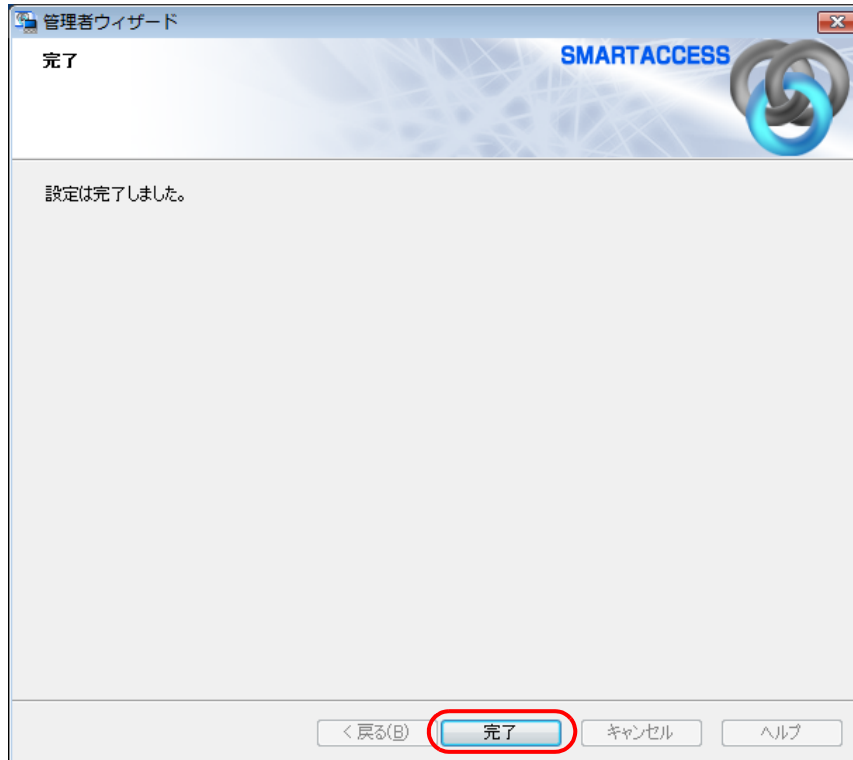 管理者ウィザード
完了
SMARTACCESS
設定は完了しました。
< 戻る(B)
完了
キャンセル
ヘルプ